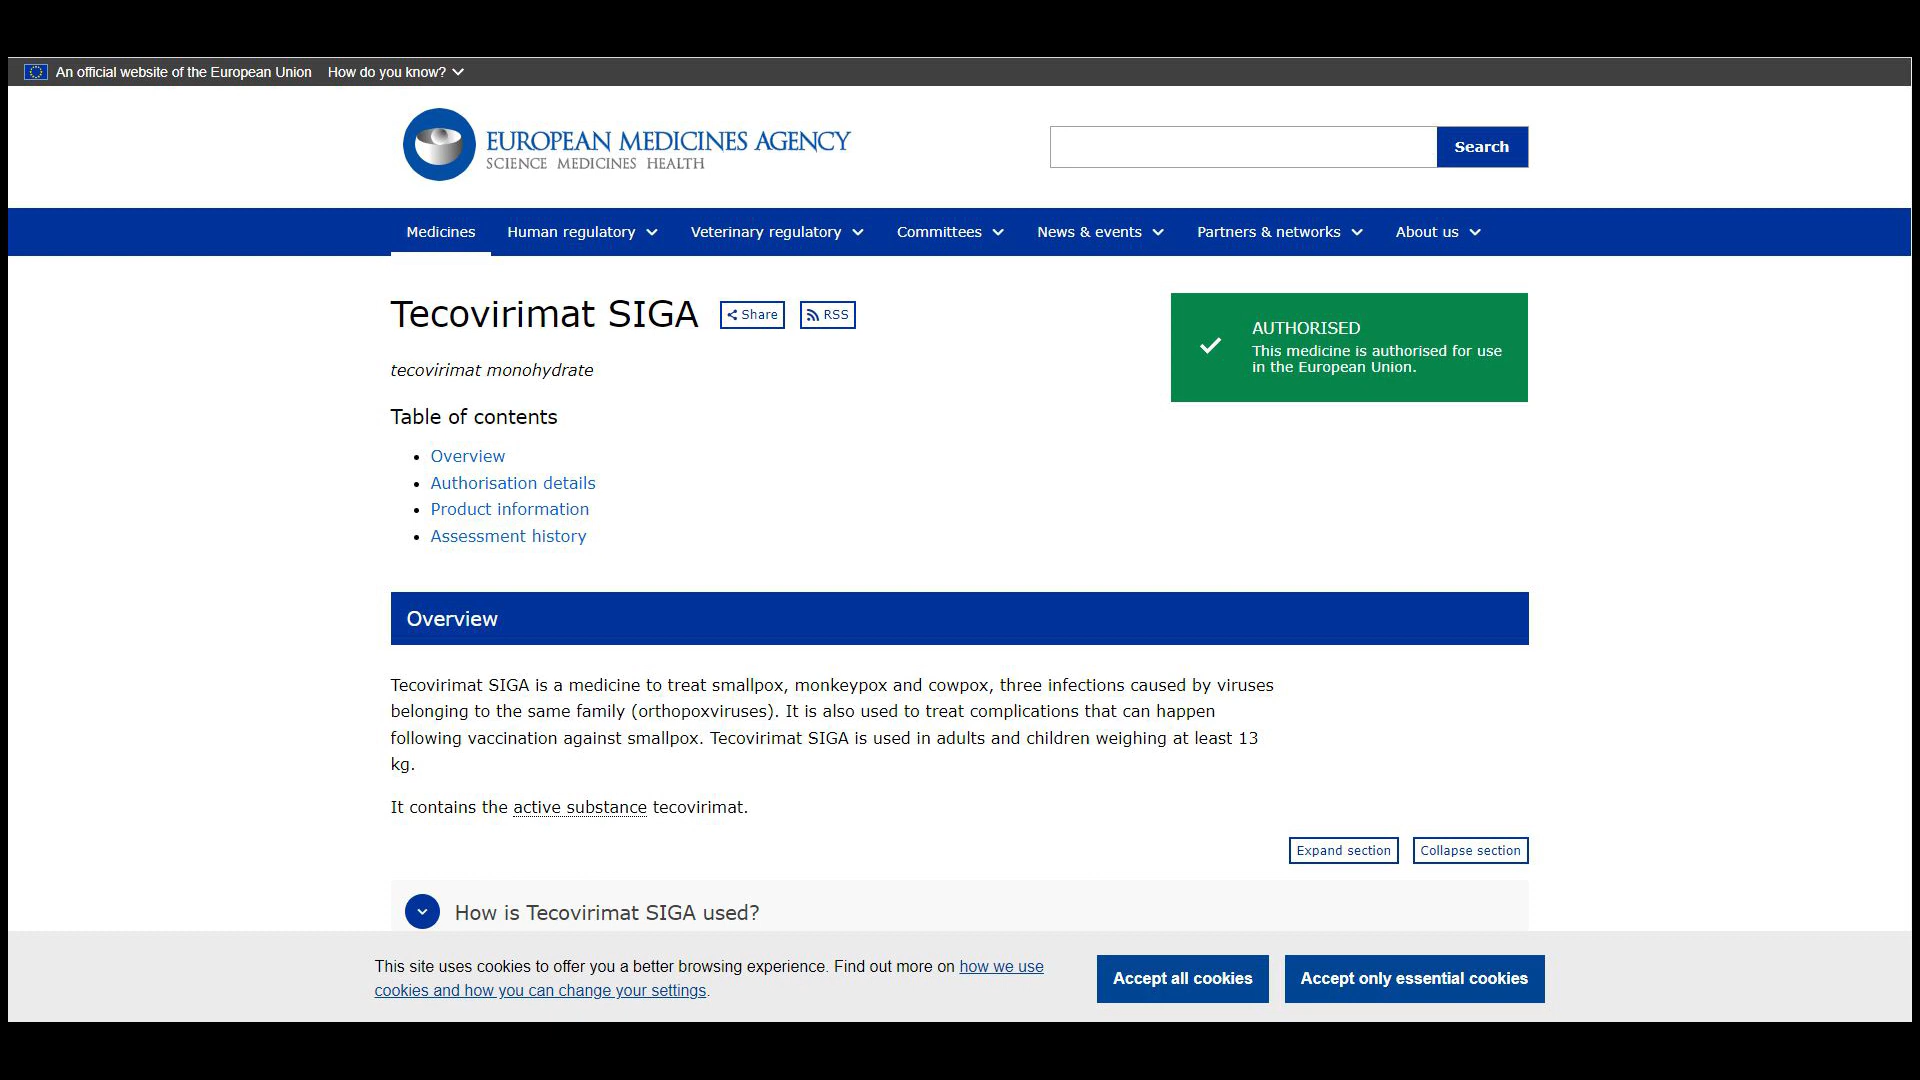 An official website of the European Union How do you know?
EUROPEAN MEDICINES AGENCY
SCIENCE MEDICINES HEALTH
Search
Medicines Human regulatory Veterinary regulatory Committees News & events Partners & networks About us
Tecovirimat SIGA Share RSS
AUTHORISED
This medicine is authorised for use
in the European Union.
tecovirimat monohydrate
Table of contents
Overview
Authorisation details
Product information
Assessment history
Overview
Tecovirimat SIGA is a medicine to treat smallpox, monkeypox and cowpox, three infections caused by viruses
belonging to the same family (orthopoxviruses). It is also used to treat complications that can happen
following vaccination against smallpox. Tecovirimat SIGA is used in adults and children weighing at least 13
kg.
It contains the active substance tecovirimat.
Expand section Collapse section
How is Tecovirimat SIGA used?
This site uses cookies to offer you a better browsing experience. Find out more on how we use
cookies and how you can change your settings.
Accept all cookies Accept only essential cookies